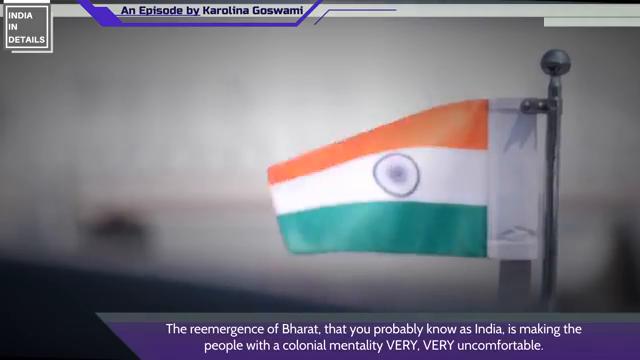 INDIA
IN
DETAILS
An Episode by Karolina Goswami
The reemergence of Bharat, that you probably know as India, is making the
people with a colonial mentality VERY, VERY uncomfortable.